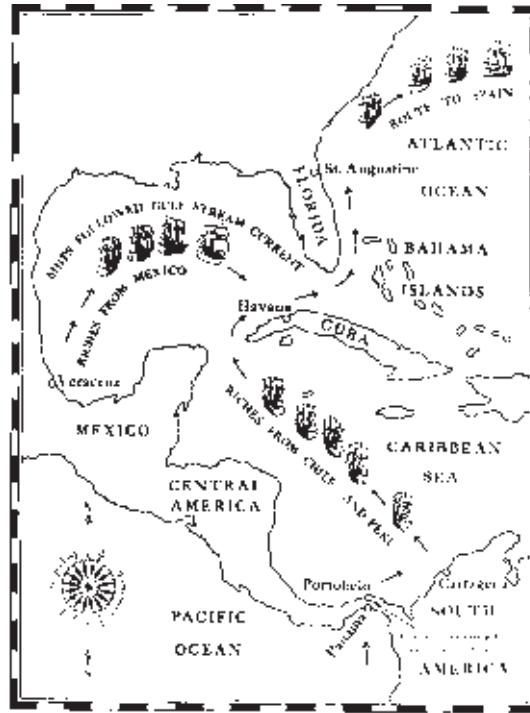 ROUTE TO SPAIN
ATLANTIC
OCEAN
St. Augustine
FLORIDA
SHIPS FOLLOWED GULF STREAM CURRENT
RICHES FROM MEXICO
BAHAMA
ISLANDS
Havana
CUBA
Veracruz
MEXICO
RICHES FROM CHILE AND PERU
CARIBBEAN
SEA
CENTRAL
AMERICA
Portobelo
Cartagena
SOUTH
AMERICA
Panama
PACIFIC
OCEAN